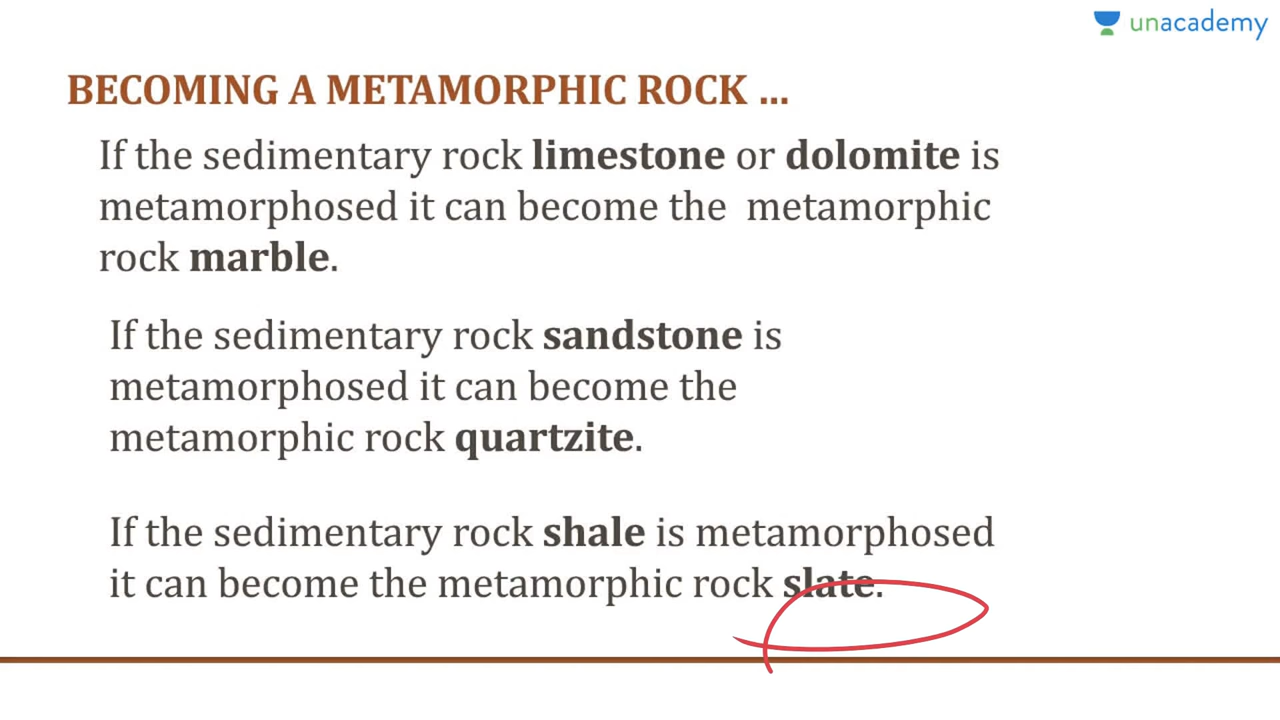 unacademy
BECOMING A METAMORPHIC ROCK ...
If the sedimentary rock limestone or dolomite is
metamorphosed it can become the metamorphic
rock marble.
If the sedimentary rock sandstone is
metamorphosed it can become the
metamorphic rock quartzite.
If the sedimentary rock shale is metamorphosed
it can become the metamorphic rock slate.